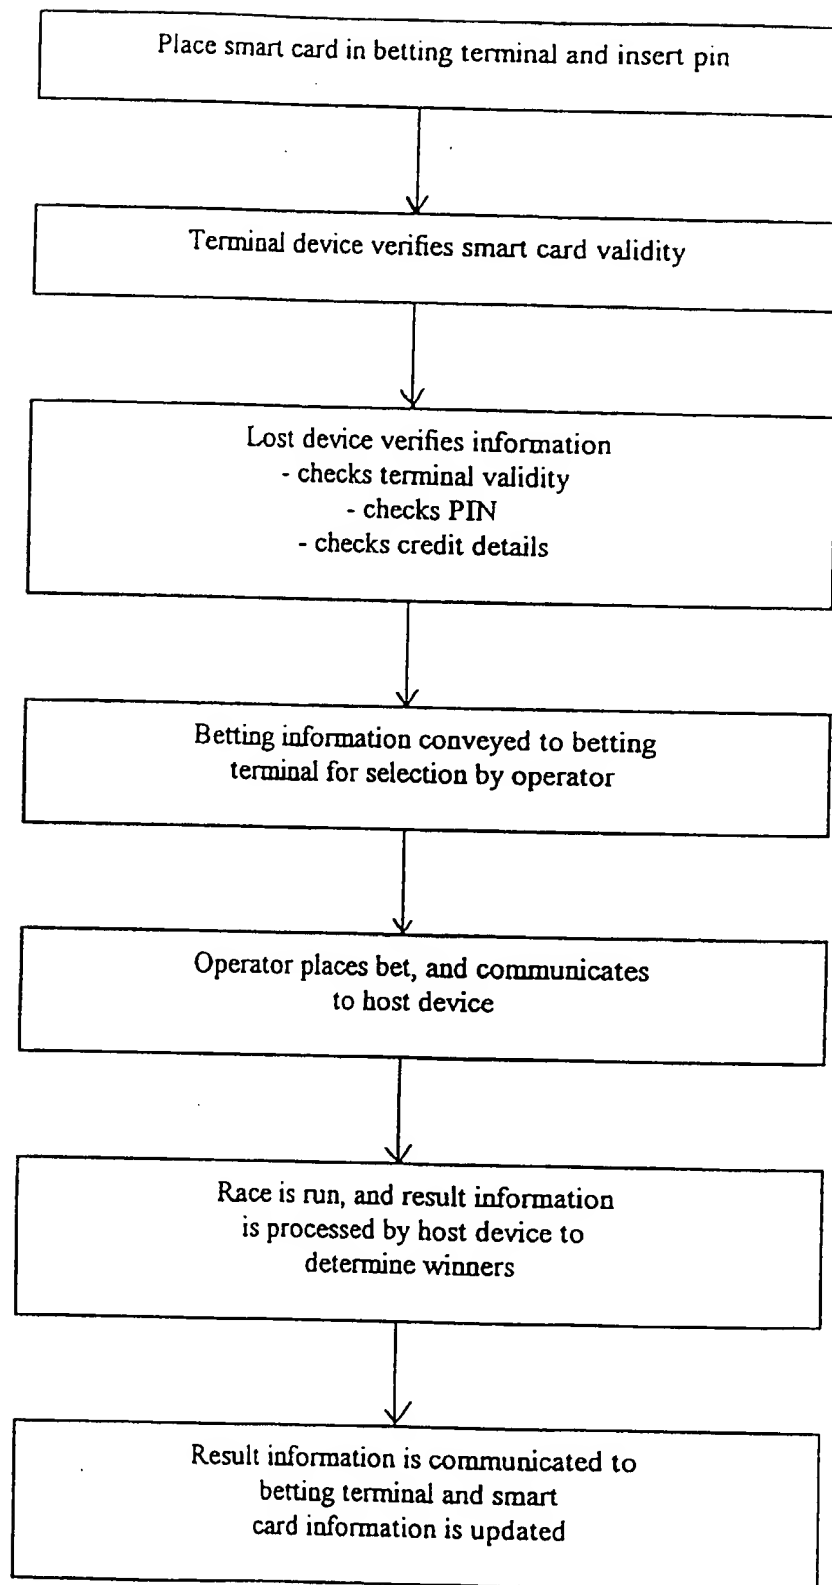 Place smart card in betting terminal and insert pin
Terminal device verifies smart card validity
Lost device verifies information
- checks terminal validity
- checks PIN
- checks credit details
Betting information conveyed to betting
terminal for selection by operator
Operator places bet, and communicates
to host device
Race is run, and result information
is processed by host device to
determine winners
Result information is communicated to
betting terminal and smart
card information is updated